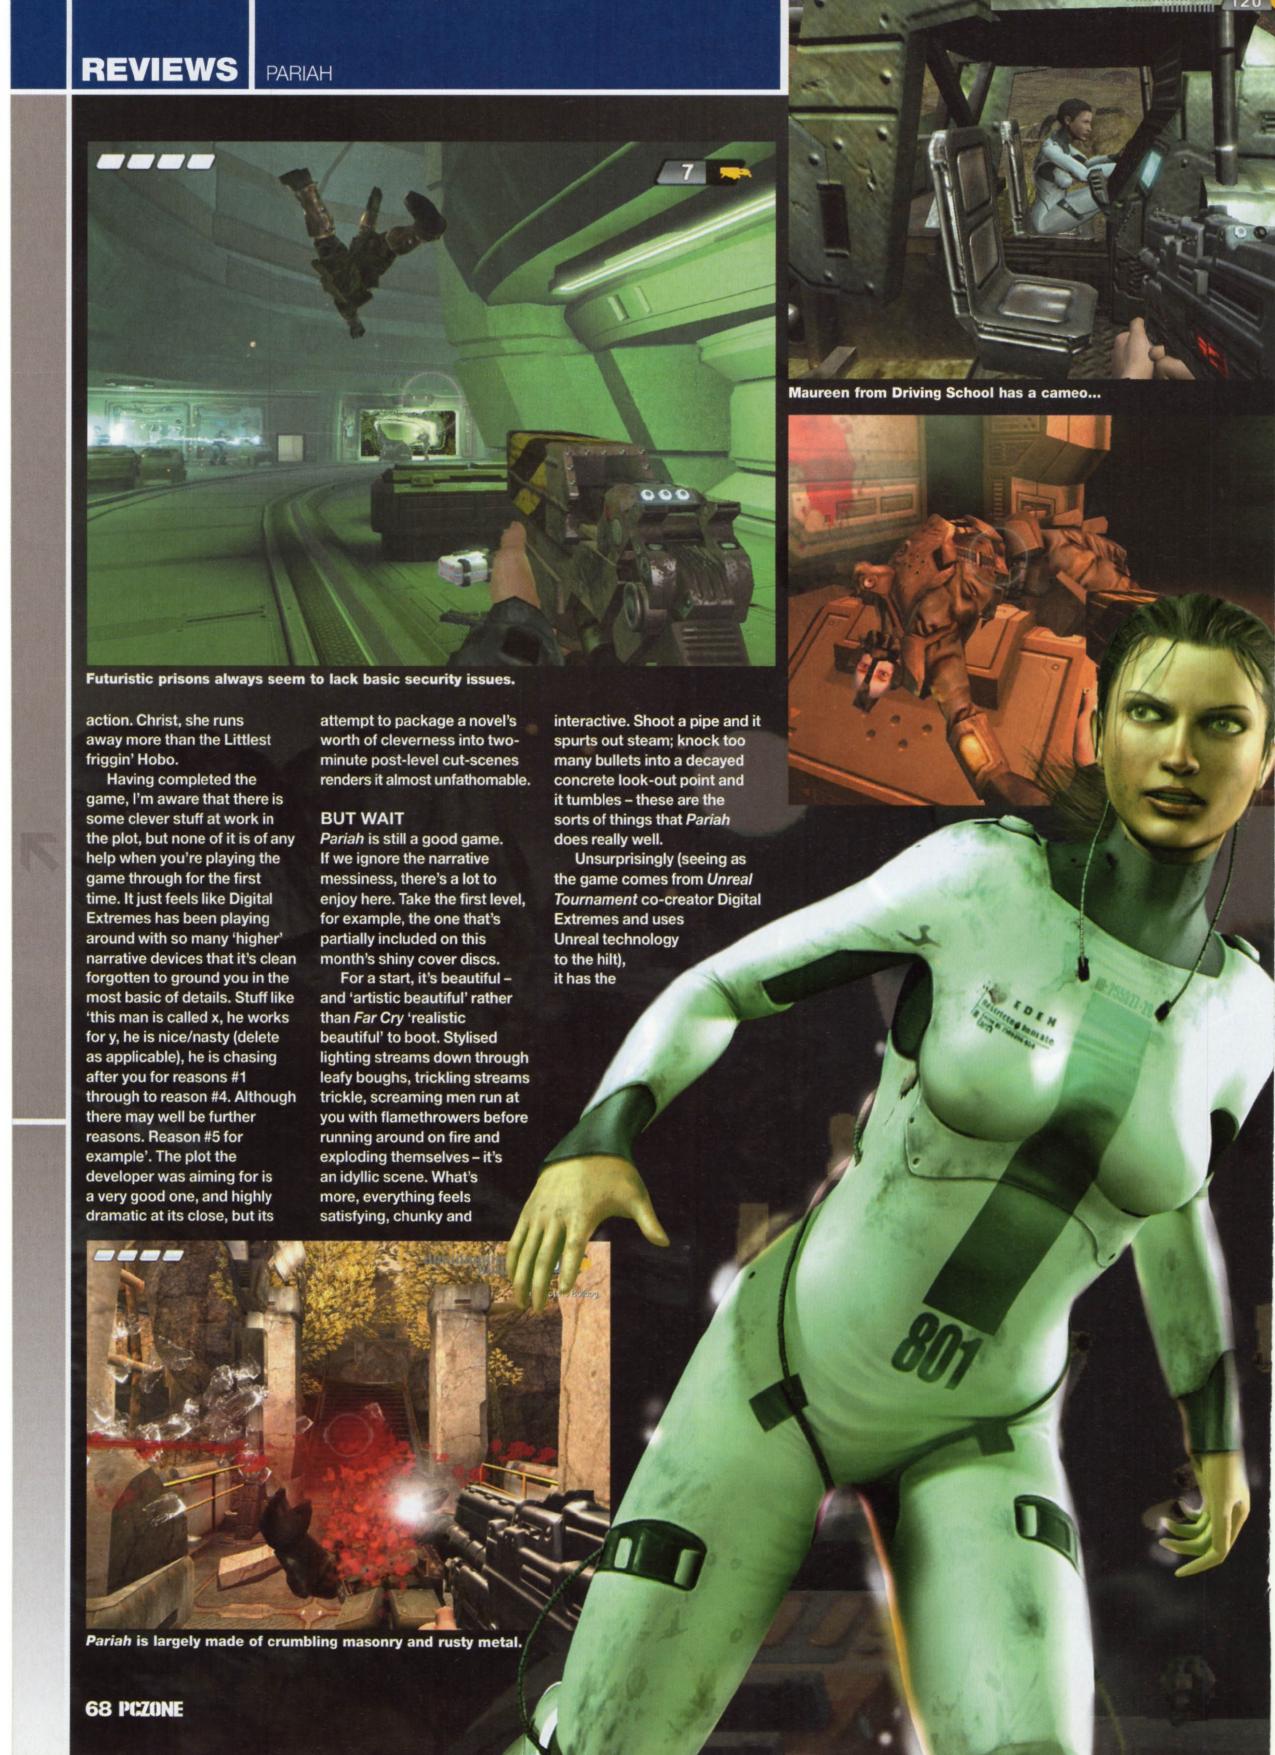 REVIEWS PARIAH
120
7
Maureen from Driving School has a cameo...
Futuristic prisons always seem to lack basic security issues.
action. Christ, she runs
away more than the Littlest
friggin' Hobo.
Having completed the
game, I'm aware that there is
some clever stuff at work in
the plot, but none of it is of any
help when you're playing the
game through for the first
time. It just feels like Digital
Extremes has been playing
around with so many 'higher'
narrative devices that it's clean
forgotten to ground you in the
most basic of details. Stuff like
'this man is called x, he works
for y, he is nice/nasty (delete
as applicable), he is chasing
after you for reasons #1
through to reason #4. Although
there may well be further
reasons. Reason #5 for
example'. The plot the
developer was aiming for is
a very good one, and highly
dramatic at its close, but its
attempt to package a novel's
worth of cleverness into two-
minute post-level cut-scenes
renders it almost unfathomable.
BUT WAIT
Pariah is still a good game.
If we ignore the narrative
messiness, there's a lot to
enjoy here. Take the first level,
for example, the one that's
partially included on this
month's shiny cover discs.
For a start, it's beautiful –
and 'artistic beautiful' rather
than Far Cry 'realistic
beautiful' to boot. Stylised
lighting streams down through
leafy boughs, trickling streams
trickle, screaming men run at
you with flamethrowers before
running around on fire and
exploding themselves – it's
an idyllic scene. What's
more, everything feels
satisfying, chunky and
interactive. Shoot a pipe and it
spurts out steam; knock too
many bullets into a decayed
concrete look-out point and
it tumbles – these are the
sorts of things that Pariah
does really well.
Unsurprisingly (seeing as
the game comes from Unreal
Tournament co-creator Digital
Extremes and uses
Unreal technology
to the hilt),
it has the
801
Pariah is largely made of crumbling masonry and rusty metal.
68 PCZONE